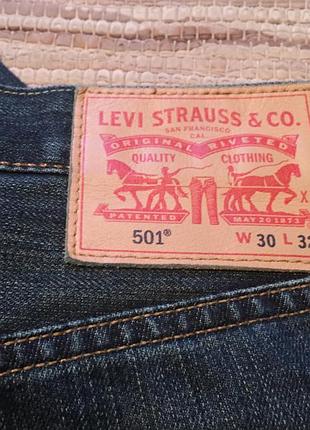 LEVI STRAUSS & CO.
SAN FRANCISCO
CAL.
ORIGINAL RIVETED
QUALITY CLOTHING
X
PATENTED MAY 20 1873
501® W 30 L 32